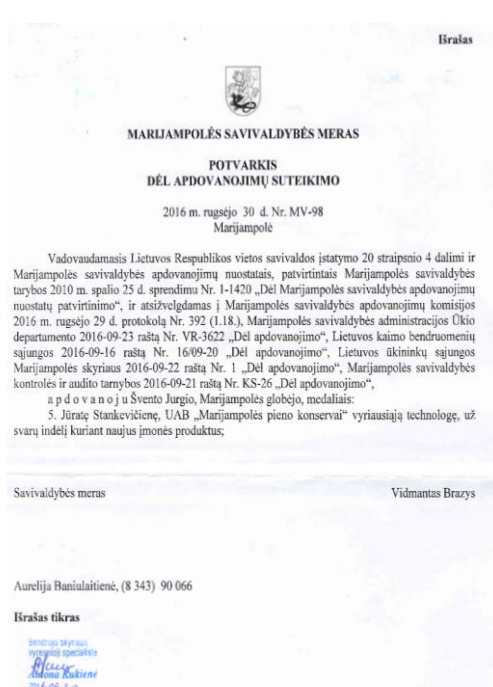 Išrašas
MARIJAMPOLĖS SAVIVALDYBĖS MERAS
POTVARKIS
DĖL APDOVANOJIMŲ SUTEIKIMO
2016 m. rugsėjo 30 d. Nr. MV-98
Marijampolė
Vadovaudamasis Lietuvos Respublikos vietos savivaldos įstatymo 20 straipsnio 4 dalimi ir
Marijampolės savivaldybės apdovanojimų nuostatais, patvirtintais Marijampolės savivaldybės
tarybos 2010 m. spalio 25 d. sprendimu Nr. 1-1420 „Dėl Marijampolės savivaldybės apdovanojimų
nuostatų patvirtinimo“, ir atsižvelgdamas į Marijampolės savivaldybės apdovanojimų komisijos
2016 m. rugsėjo 29 d. protokolą Nr. 392 (1.18.), Marijampolės savivaldybės administracijos Ūkio
departamento 2016-09-23 raštą Nr. VR-3622 „Dėl apdovanojimo“, Lietuvos kaimo bendruomenių
sąjungos 2016-09-16 raštą Nr. 16/09-20 „Dėl apdovanojimo“, Lietuvos ūkininkų sąjungos
Marijampolės skyriaus 2016-09-22 raštą Nr. 1 „Dėl apdovanojimo“, Marijampolės savivaldybės
kontrolės ir audito tarnybos 2016-09-21 raštą Nr. KS-26 „Dėl apdovanojimo“,
a p d o v a n o j u Švento Jurgio, Marijampolės globėjo, medaliais:
5. Jūratę Stankevičienę, UAB „Marijampolės pieno konservai“ vyriausiąją technologę, už
svarų indėlį kuriant naujus įmonės produktus;
Savivaldybės meras Vidmantas Brazys
Aurelija Baniulaitienė, (8 343) 90 066
Išrašas tikras
Bendrojo skyriaus
vyresnioji specialistė
Aldona Kukienė